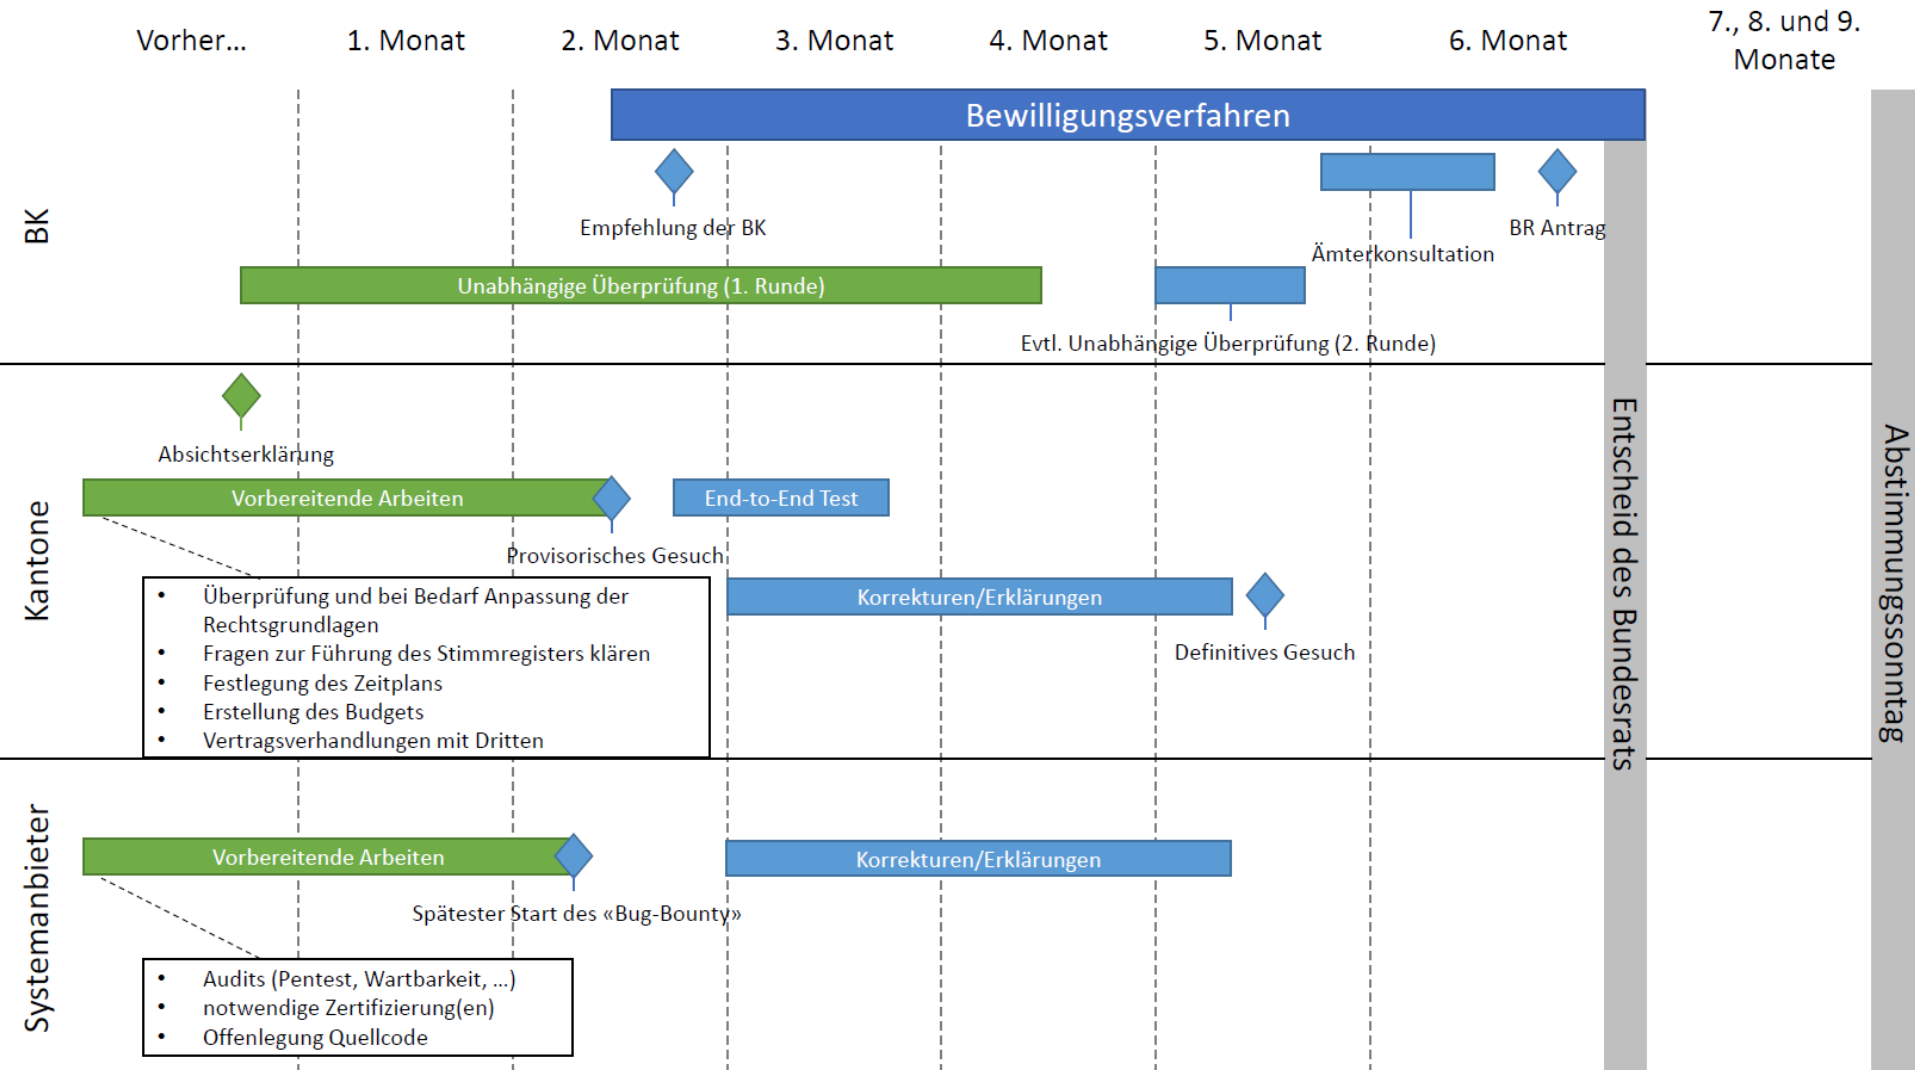 Vorher...
1. Monat
2. Monat
3. Monat
4. Monat
5. Monat
6. Monat
7., 8. und 9.
Monate
Bewilligungsverfahren
BK
Empfehlung der BK
Ämterkonsultation
BR Antrag
Unabhängige Überprüfung (1. Runde)
Evtl. Unabhängige Überprüfung (2. Runde)
Kantone
Absichtserklärung
Vorbereitende Arbeiten
Provisorisches Gesuch
End-to-End Test
• Überprüfung und bei Bedarf Anpassung der
Rechtsgrundlagen
• Fragen zur Führung des Stimmregisters klären
• Festlegung des Zeitplans
• Erstellung des Budgets
• Vertragsverhandlungen mit Dritten
Korrekturen/Erklärungen
Definitives Gesuch
Entscheid des Bundesrats
Abstimmungssonntag
Systemanbieter
Vorbereitende Arbeiten
Spätester Start des «Bug-Bounty»
Korrekturen/Erklärungen
• Audits (Pentest, Wartbarkeit, ...)
• notwendige Zertifizierung(en)
• Offenlegung Quellcode